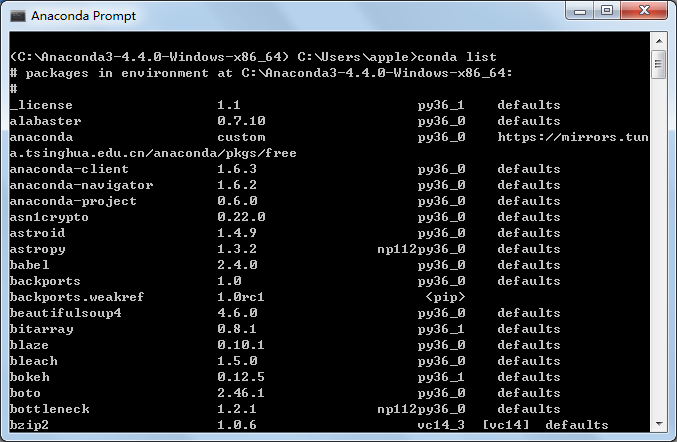 Anaconda Prompt
(C:\Anaconda3-4.4.0-Windows-x86_64) C:\Users\apple>conda list
# packages in environment at C:\Anaconda3-4.4.0-Windows-x86_64:
#
_license 1.1 py36_1 defaults
alabaster 0.7.10 py36_0 defaults
anaconda custom py36_0 https://mirrors.tun
a.tsinghua.edu.cn/anaconda/pkgs/free
anaconda-client 1.6.3 py36_0 defaults
anaconda-navigator 1.6.2 py36_0 defaults
anaconda-project 0.6.0 py36_0 defaults
asn1crypto 0.22.0 py36_0 defaults
astroid 1.4.9 py36_0 defaults
astropy 1.3.2 np112py36_0 defaults
babel 2.4.0 py36_0 defaults
backports 1.0 py36_0 defaults
backports.weakref 1.0rc1 <pip>
beautifulsoup4 4.6.0 py36_0 defaults
bitarray 0.8.1 py36_1 defaults
blaze 0.10.1 py36_0 defaults
bleach 1.5.0 py36_0 defaults
bokeh 0.12.5 py36_1 defaults
boto 2.46.1 py36_0 defaults
bottleneck 1.2.1 np112py36_0 defaults
bzip2 1.0.6 vc14_3 [vc14] defaults